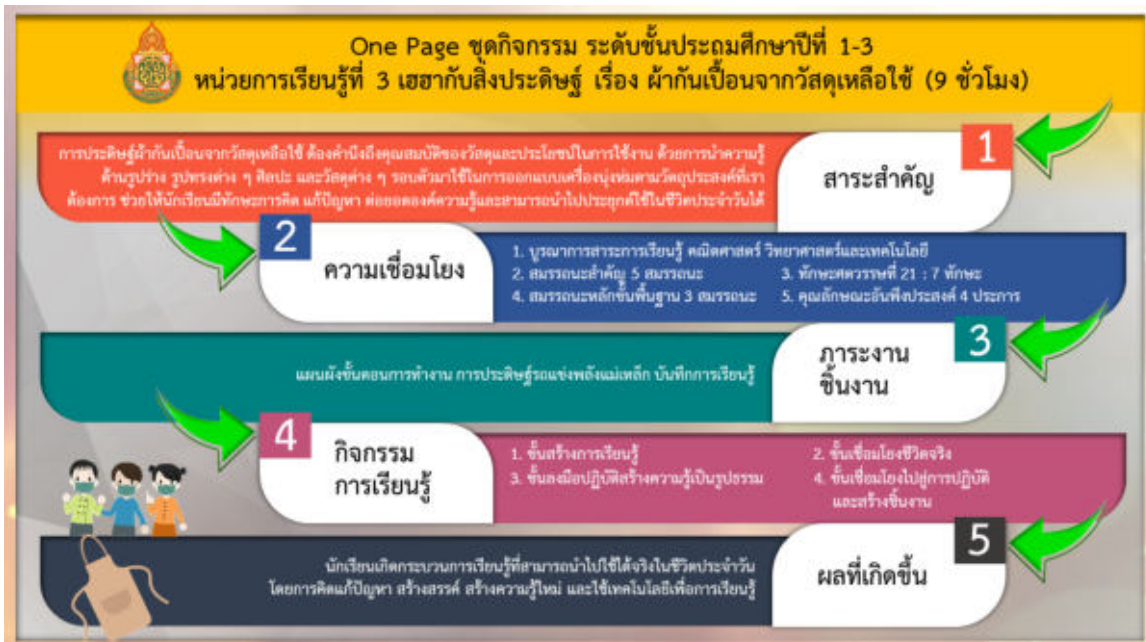 One Page ชุดกิจกรรม ระดับชั้นประถมศึกษาปีที่ 1-3
หน่วยการเรียนรู้ที่ 3 เฮฮากับสิ่งประดิษฐ์ เรื่อง ผ้ากันเปื้อนจากวัสดุเหลือใช้ (9 ชั่วโมง)
1
สาระสำคัญ
การประดิษฐ์ผ้ากันเปื้อนจากวัสดุเหลือใช้ ต้องคำนึงถึงคุณสมบัติของวัสดุและประโยชน์ในการใช้งาน ด้วยการนำความรู้
ด้านรูปร่าง รูปทรงต่าง ๆ ศิลปะ และวัสดุต่าง ๆ รอบตัวมาใช้ในการออกแบบเครื่องนุ่งห่มตามวัตถุประสงค์ที่เรา
ต้องการ ช่วยให้นักเรียนมีทักษะการคิด แก้ปัญหา ต่อยอดองค์ความรู้และสามารถนำไปประยุกต์ใช้ในชีวิตประจำวันได้
2
ความเชื่อมโยง
1. บูรณาการสาระการเรียนรู้ คณิตศาสตร์ วิทยาศาสตร์และเทคโนโลยี
2. สมรรถนะสำคัญ 5 สมรรถนะ
3. ทักษะศตวรรษที่ 21 : 7 ทักษะ
4. สมรรถนะหลักขั้นพื้นฐาน 3 สมรรถนะ
5. คุณลักษณะอันพึงประสงค์ 4 ประการ
3
ภาระงาน
ชิ้นงาน
แผนผังขั้นตอนการทำงาน การประดิษฐ์รถแข่งพลังแม่เหล็ก บันทึกการเรียนรู้
4
กิจกรรม
การเรียนรู้
1. ขั้นสร้างการเรียนรู้
2. ขั้นเชื่อมโยงชีวิตจริง
3. ขั้นลงมือปฏิบัติสร้างความรู้เป็นรูปธรรม
4. ขั้นเชื่อมโยงไปสู่การปฏิบัติ
และสร้างชิ้นงาน
5
ผลที่เกิดขึ้น
นักเรียนเกิดกระบวนการเรียนรู้ที่สามารถนำไปใช้ได้จริงในชีวิตประจำวัน
โดยการคิดแก้ปัญหา สร้างสรรค์ สร้างความรู้ใหม่ และใช้เทคโนโลยีเพื่อการเรียนรู้